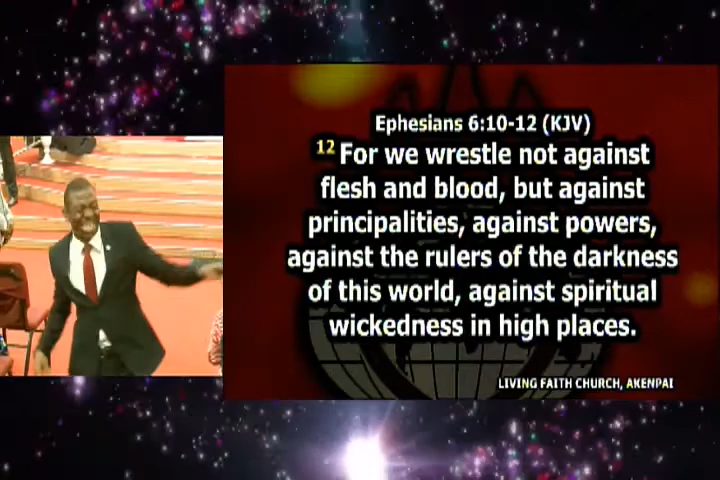 Ephesians 6:10-12 (KJV)
12 For we wrestle not against
flesh and blood, but against
principalities, against powers,
against the rulers of the darkness
of this world, against spiritual
wickedness in high places.
LIVING FAITH CHURCH, AKENPAI